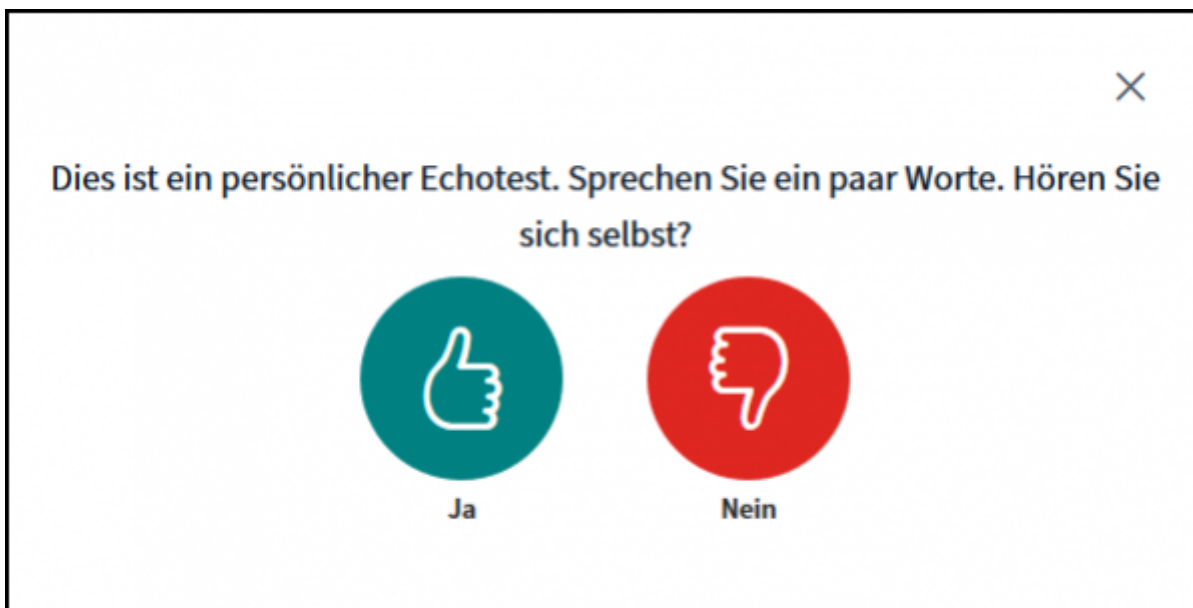 Dies ist ein persönlicher Echotest. Sprechen Sie ein paar Worte. Hören Sie
sich selbst?
Ja
Nein